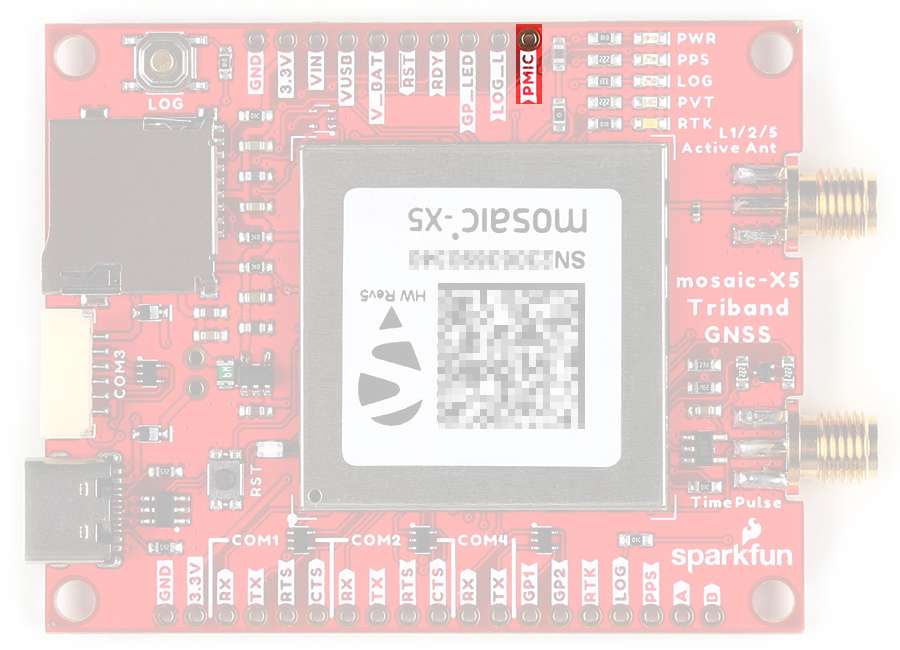 GND
3.3V
VIN
VUSB
V_BAT
RST
RDY
GP_LED
LOG_L
PMIC
PWR
PPS
LOG
PVT
RTK
LOG
L1/2/5
Active Ant
mosaic-X5
HW Rev5
mosaic-X5
Triband
GNSS
COM3
RST
TimePulse
COM1
COM2
COM4
sparkfun
GND
3.3V
RX
TX
RTS
CTS
RX
TX
RTS
CTS
RX
TX
GP1
GP2
RTK
LOG
PPS
A
B